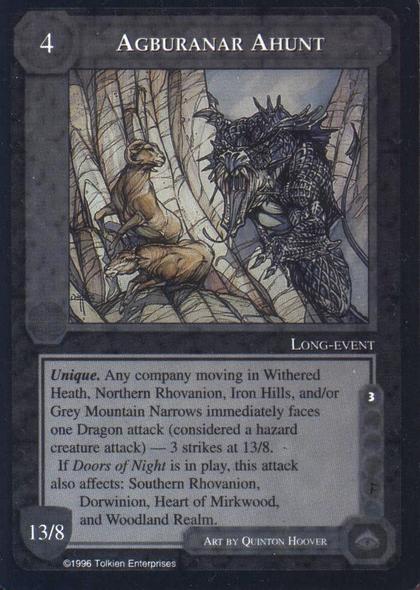 4
AGBURANAR AHUNT
LONG-EVENT
Unique. Any company moving in Withered
Heath, Northern Rhovanion, Iron Hills, and/or
Grey Mountain Narrows immediately faces
one Dragon attack (considered a hazard
creature attack) — 3 strikes at 13/8.
If Doors of Night is in play, this attack
also affects: Southern Rhovanion,
Dorwinion, Heart of Mirkwood,
and Woodland Realm.
3
13/8
ART BY QUINTON HOOVER
©1996 Tolkien Enterprises